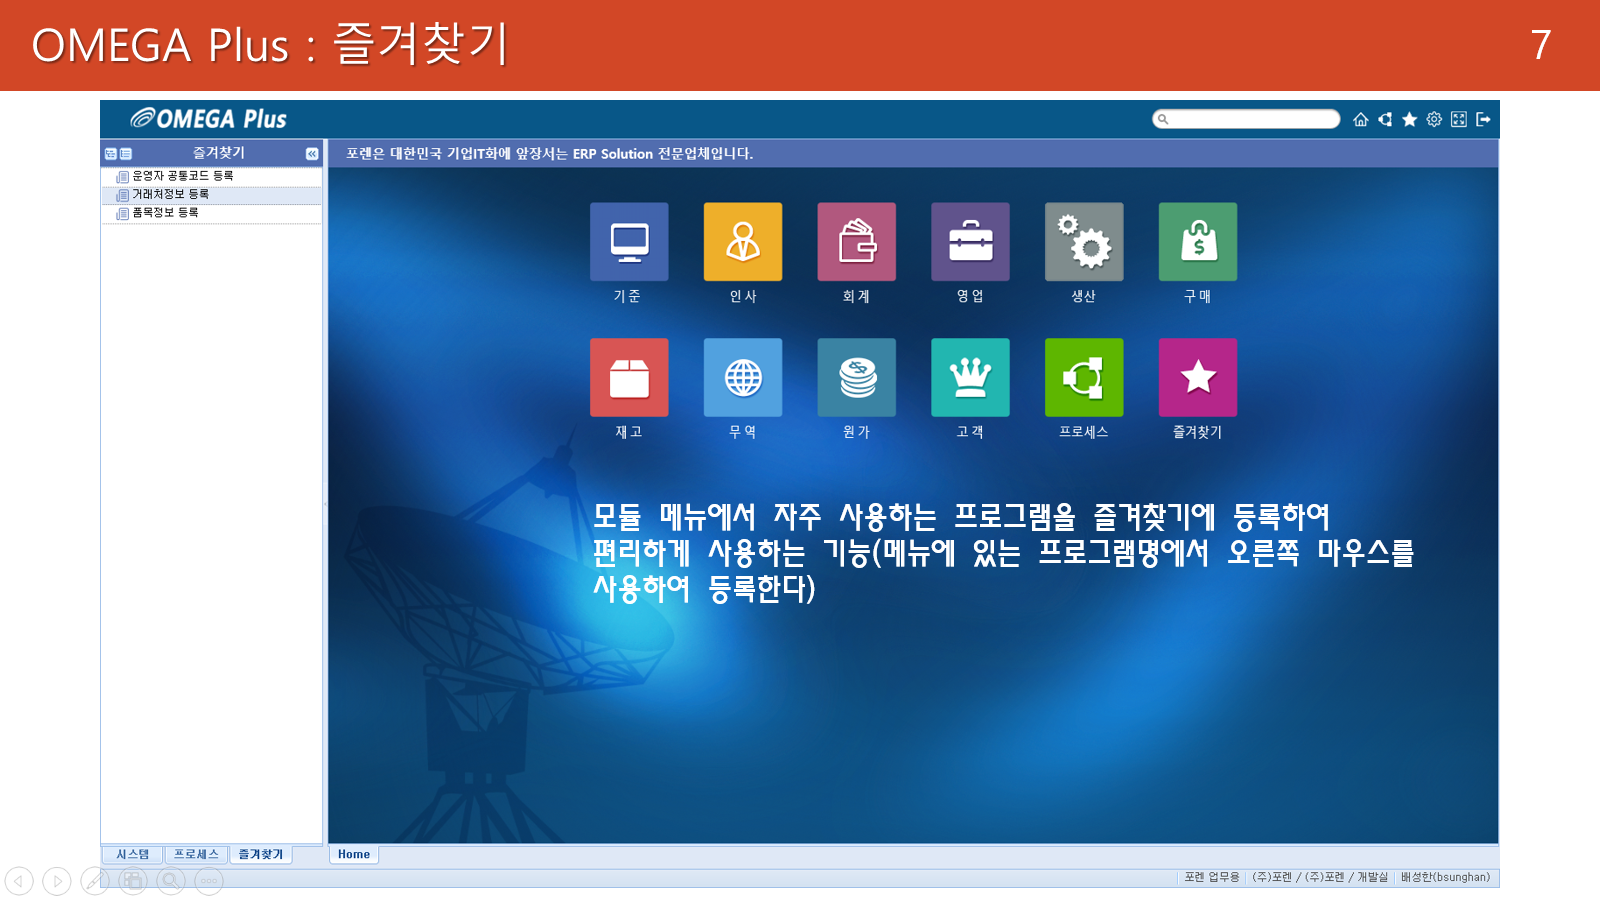 OMEGA Plus : 즐겨찾기
7
OMEGA Plus
즐겨찾기
포렌은 대한민국 기업IT화에 앞장서는 ERP Solution 전문업체입니다.
운영자 공통코드 등록
거래처정보 등록
품목정보 등록
기 준 인 사 회 계 영 업 생산 구 매
재 고 무 역 원 가 고 객 프로세스 즐겨찾기
모듈 메뉴에서 자주 사용하는 프로그램을 즐겨찾기에 등록하여
편리하게 사용하는 기능(메뉴에 있는 프로그램명에서 오른쪽 마우스를
사용하여 등록한다)
시스템 프로세스 즐겨찾기 Home
포렌 업무용 (주)포렌 / (주)포렌 / 개발실 배성한(bsunghan)